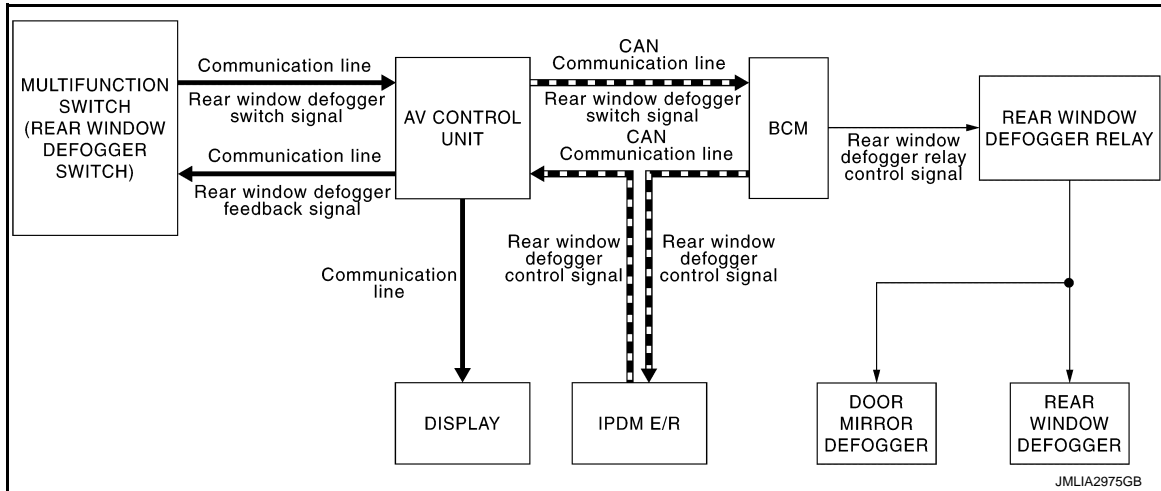 MULTIFUNCTION
SWITCH
(REAR WINDOW
DEFOGGER
SWITCH)
Communication line
Rear window defogger
switch signal
Communication line
Rear window defogger
feedback signal
AV CONTROL
UNIT
CAN
Communication line
Rear window defogger
switch signal
CAN
Communication line
BCM
Rear window
defogger relay
control signal
REAR WINDOW
DEFOGGER RELAY
Communication
line
Rear window
defogger
control signal
Rear window
defogger
control signal
DISPLAY
IPDM E/R
DOOR
MIRROR
DEFOGGER
REAR
WINDOW
DEFOGGER
JMLIA2975GB